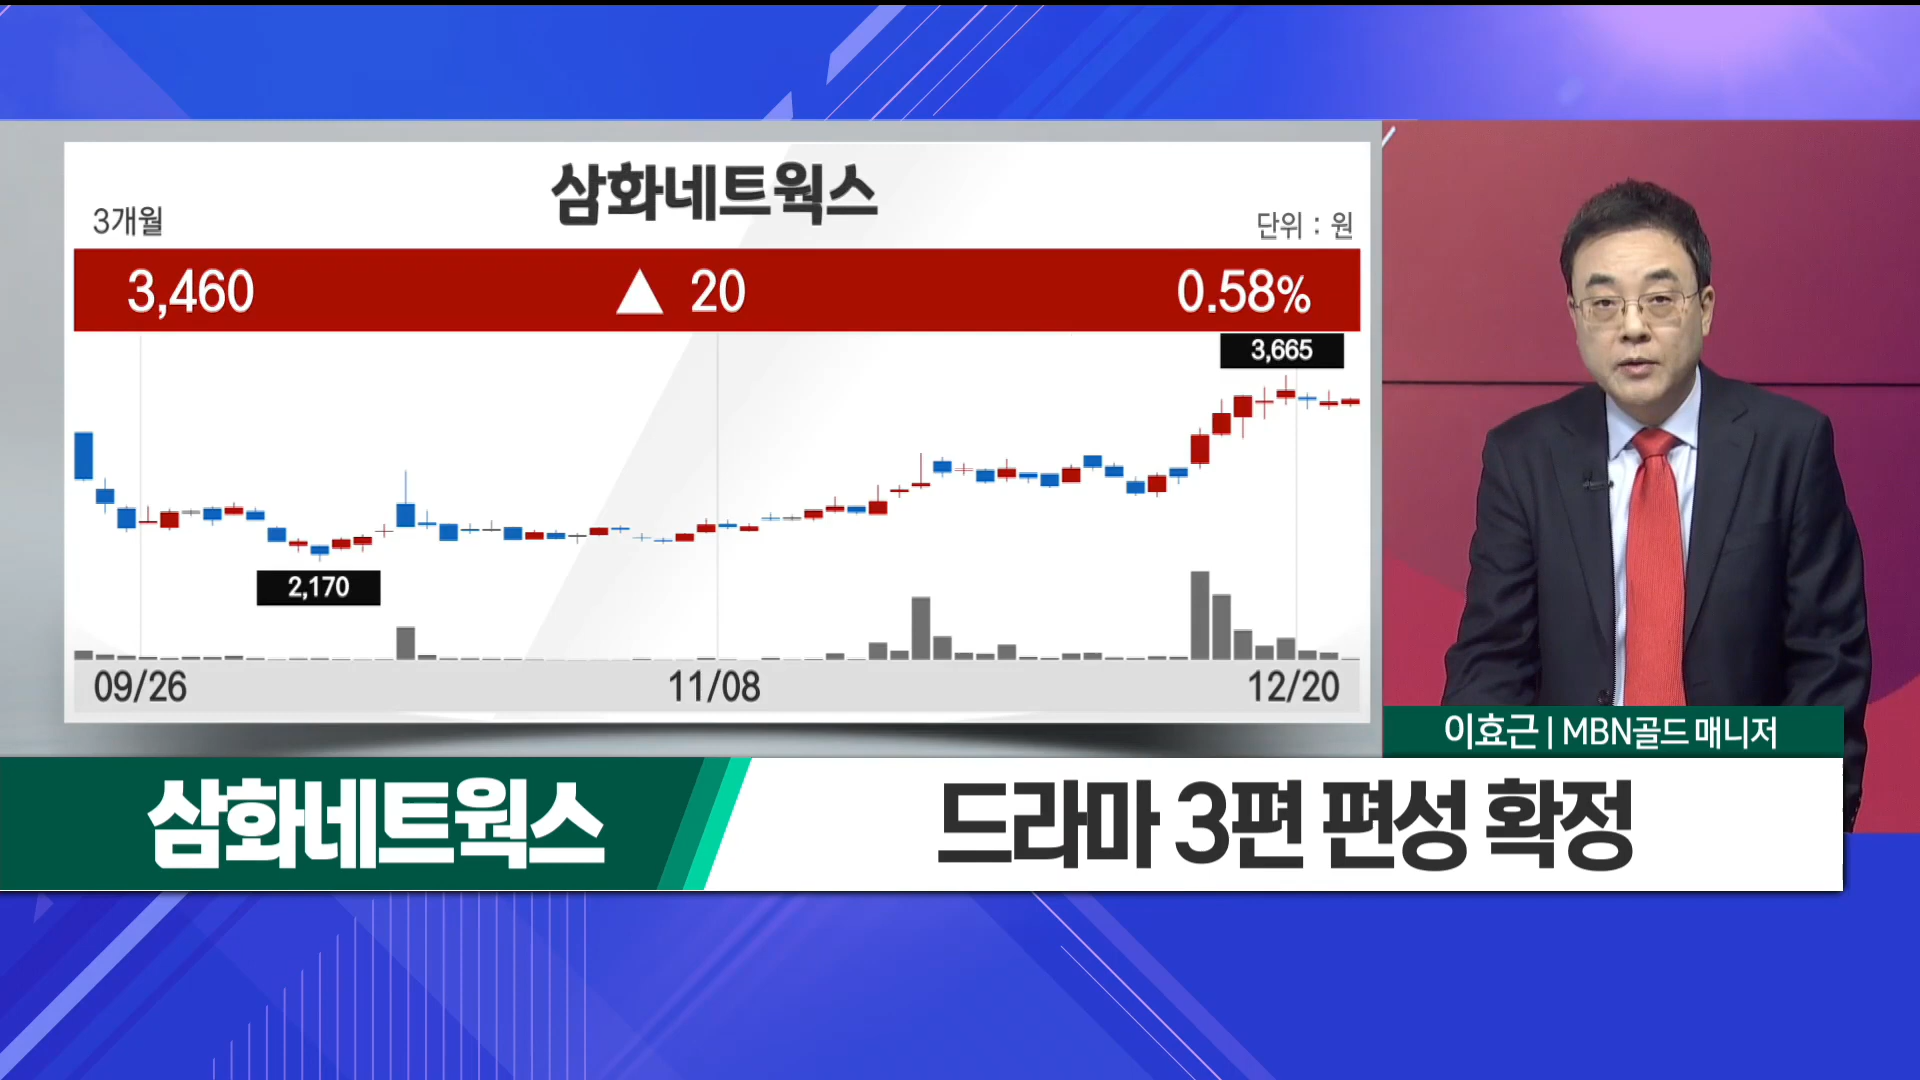 삼화네트웍스
3개월
단위 : 원
3,460 ▲ 20 0.58%
3,665
2,170
09/26 11/08 12/20
이효근 | MBN골드 매니저
삼화네트웍스
드라마 3편 편성 확정